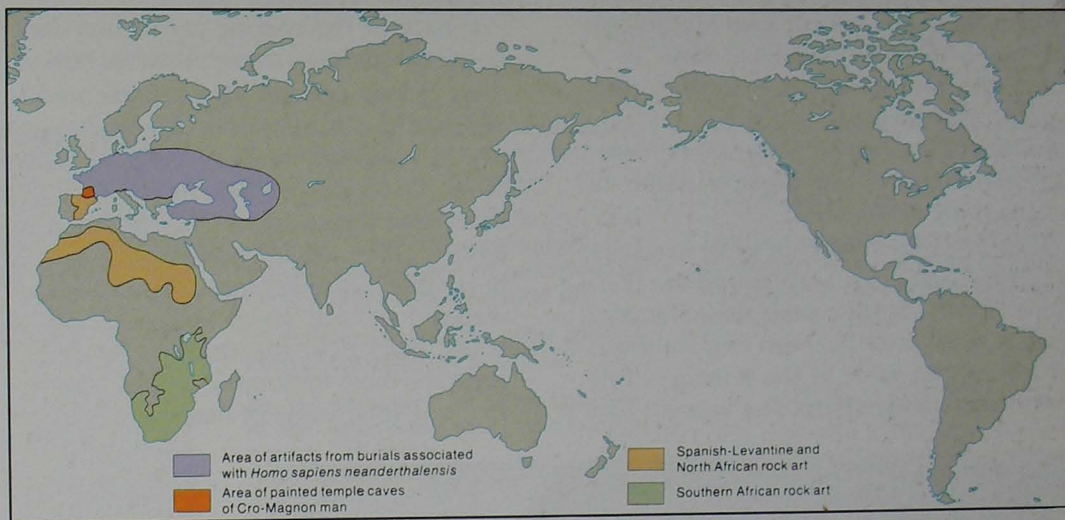 Area of artifacts from burials associated
with Homo sapiens neanderthalensis
Area of painted temple caves
of Cro-Magnon man
Spanish-Levantine and
North African rock art
Southern African rock art